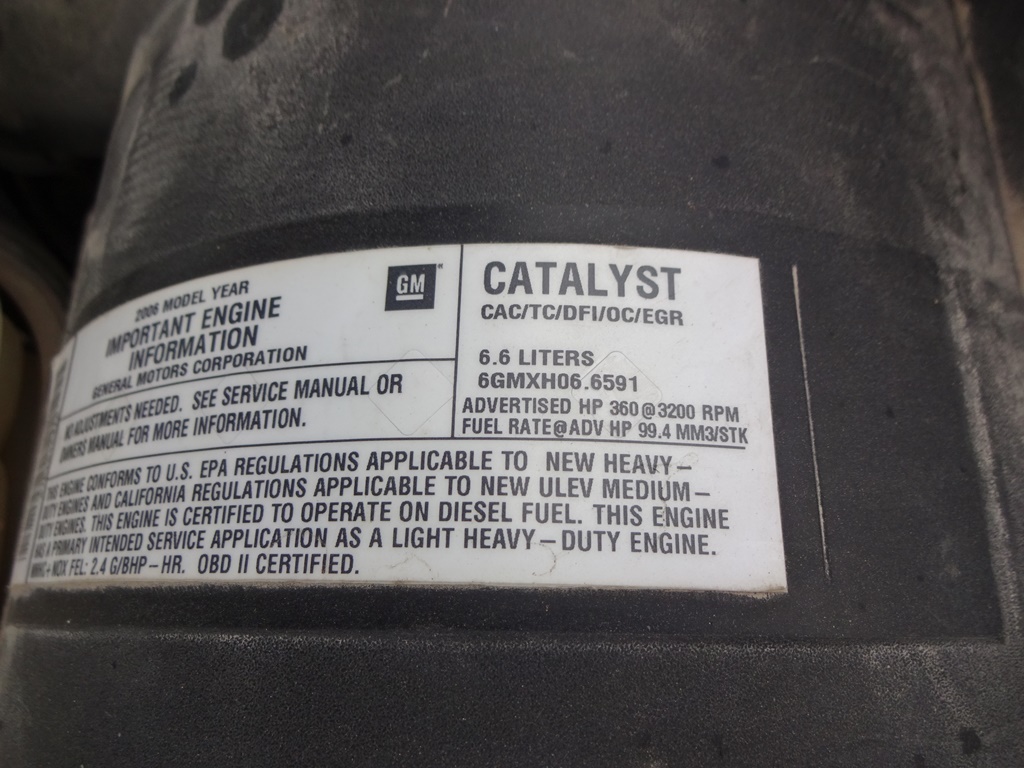 2006 MODEL YEAR
IMPORTANT ENGINE
INFORMATION
GENERAL MOTORS CORPORATION
GM
NO ADJUSTMENTS NEEDED. SEE SERVICE MANUAL OR
OWNERS MANUAL FOR MORE INFORMATION.
CATALYST
CAC/TC/DFI/OC/EGR
6.6 LITERS
6GMXH06.6591
ADVERTISED HP 360@3200 RPM
FUEL RATE@ADV HP 99.4 MM3/STK
THIS ENGINE CONFORMS TO U.S. EPA REGULATIONS APPLICABLE TO NEW HEAVY-
DUTY ENGINES AND CALIFORNIA REGULATIONS APPLICABLE TO NEW ULEV MEDIUM-
DUTY ENGINES. THIS ENGINE IS CERTIFIED TO OPERATE ON DIESEL FUEL. THIS ENGINE
HAS A PRIMARY INTENDED SERVICE APPLICATION AS A LIGHT HEAVY-DUTY ENGINE.
NMHC+NOX FEL: 2.4 G/BHP-HR. OBD II CERTIFIED.